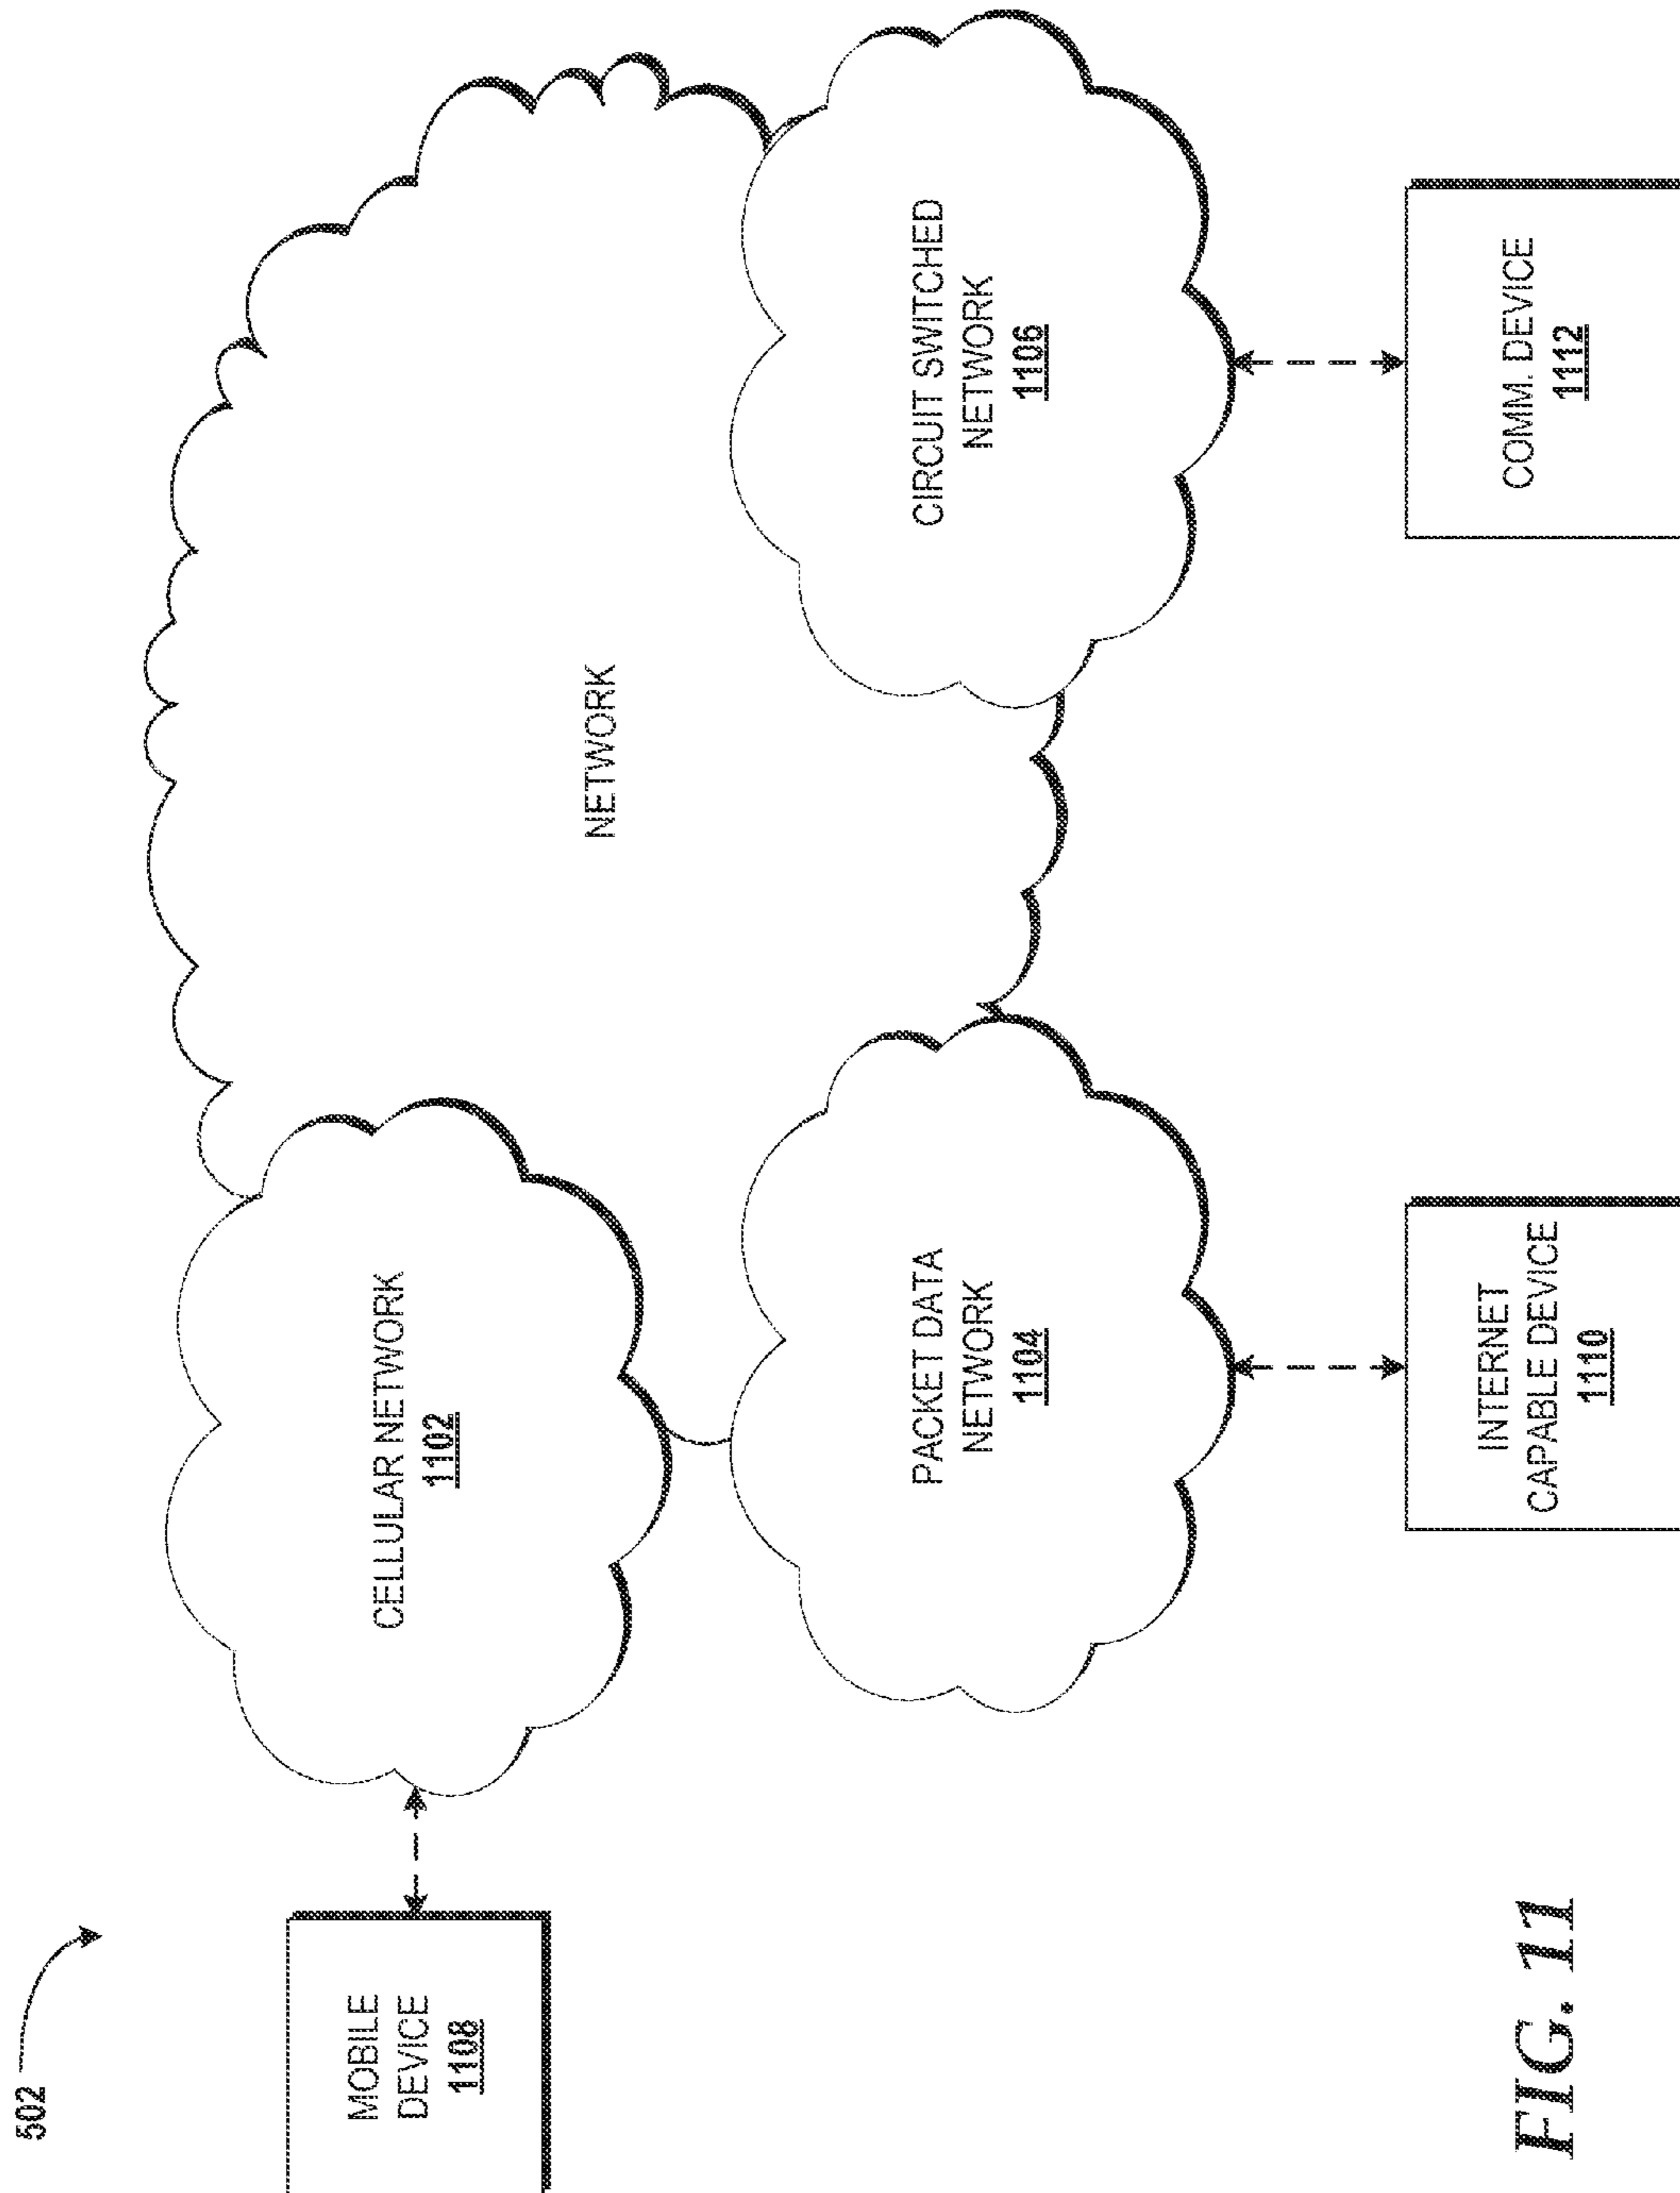 502
MOBILE
DEVICE
1108
CELLULAR NETWORK
1102
NETWORK
PACKET DATA
NETWORK
1104
CIRCUIT SWITCHED
NETWORK
1106
INTERNET
CAPABLE DEVICE
1110
COMM. DEVICE
1112
FIG. 11